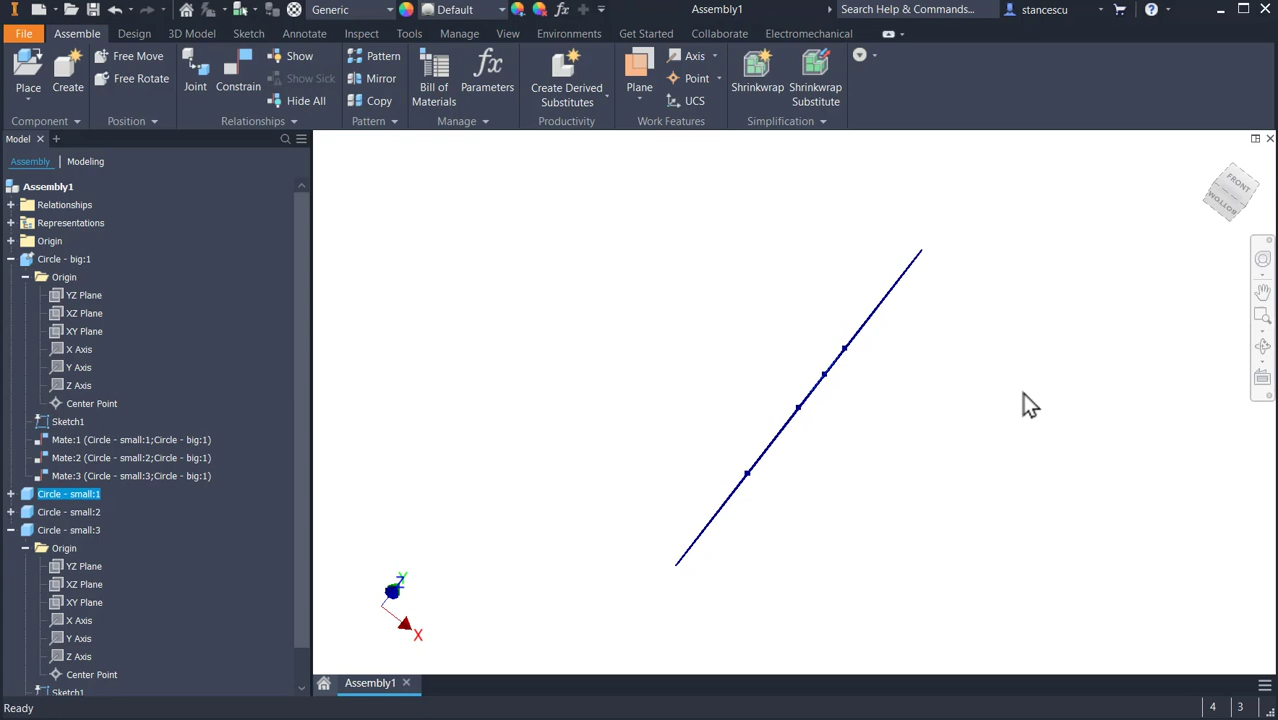 Generic
Default
fx
Assembly1
Search Help & Commands...
stancescu
File
Assemble
Design
3D Model
Sketch
Annotate
Inspect
Tools
Manage
View
Environments
Get Started
Collaborate
Electromechanical
Place
Create
Free Move
Free Rotate
Joint
Constrain
Show
Show Sick
Hide All
Pattern
Mirror
Copy
Bill of
Materials
fx
Parameters
Create Derived
Substitutes
Plane
Axis
Point
UCS
Shrinkwrap
Shrinkwrap
Substitute
Component
Position
Relationships
Pattern
Manage
Productivity
Work Features
Simplification
Model
Assembly | Modeling
Assembly1
Relationships
Representations
Origin
Circle - big:1
Origin
YZ Plane
XZ Plane
XY Plane
X Axis
Y Axis
Z Axis
Center Point
Sketch1
Mate:1 (Circle - small:1;Circle - big:1)
Mate:2 (Circle - small:2;Circle - big:1)
Mate:3 (Circle - small:3;Circle - big:1)
Circle - small:1
Circle - small:2
Circle - small:3
Origin
YZ Plane
XZ Plane
XY Plane
X Axis
Y Axis
Z Axis
Center Point
Sketch1
FRONT
BOTTOM
Y
Z
X
Assembly1
Ready
4
3